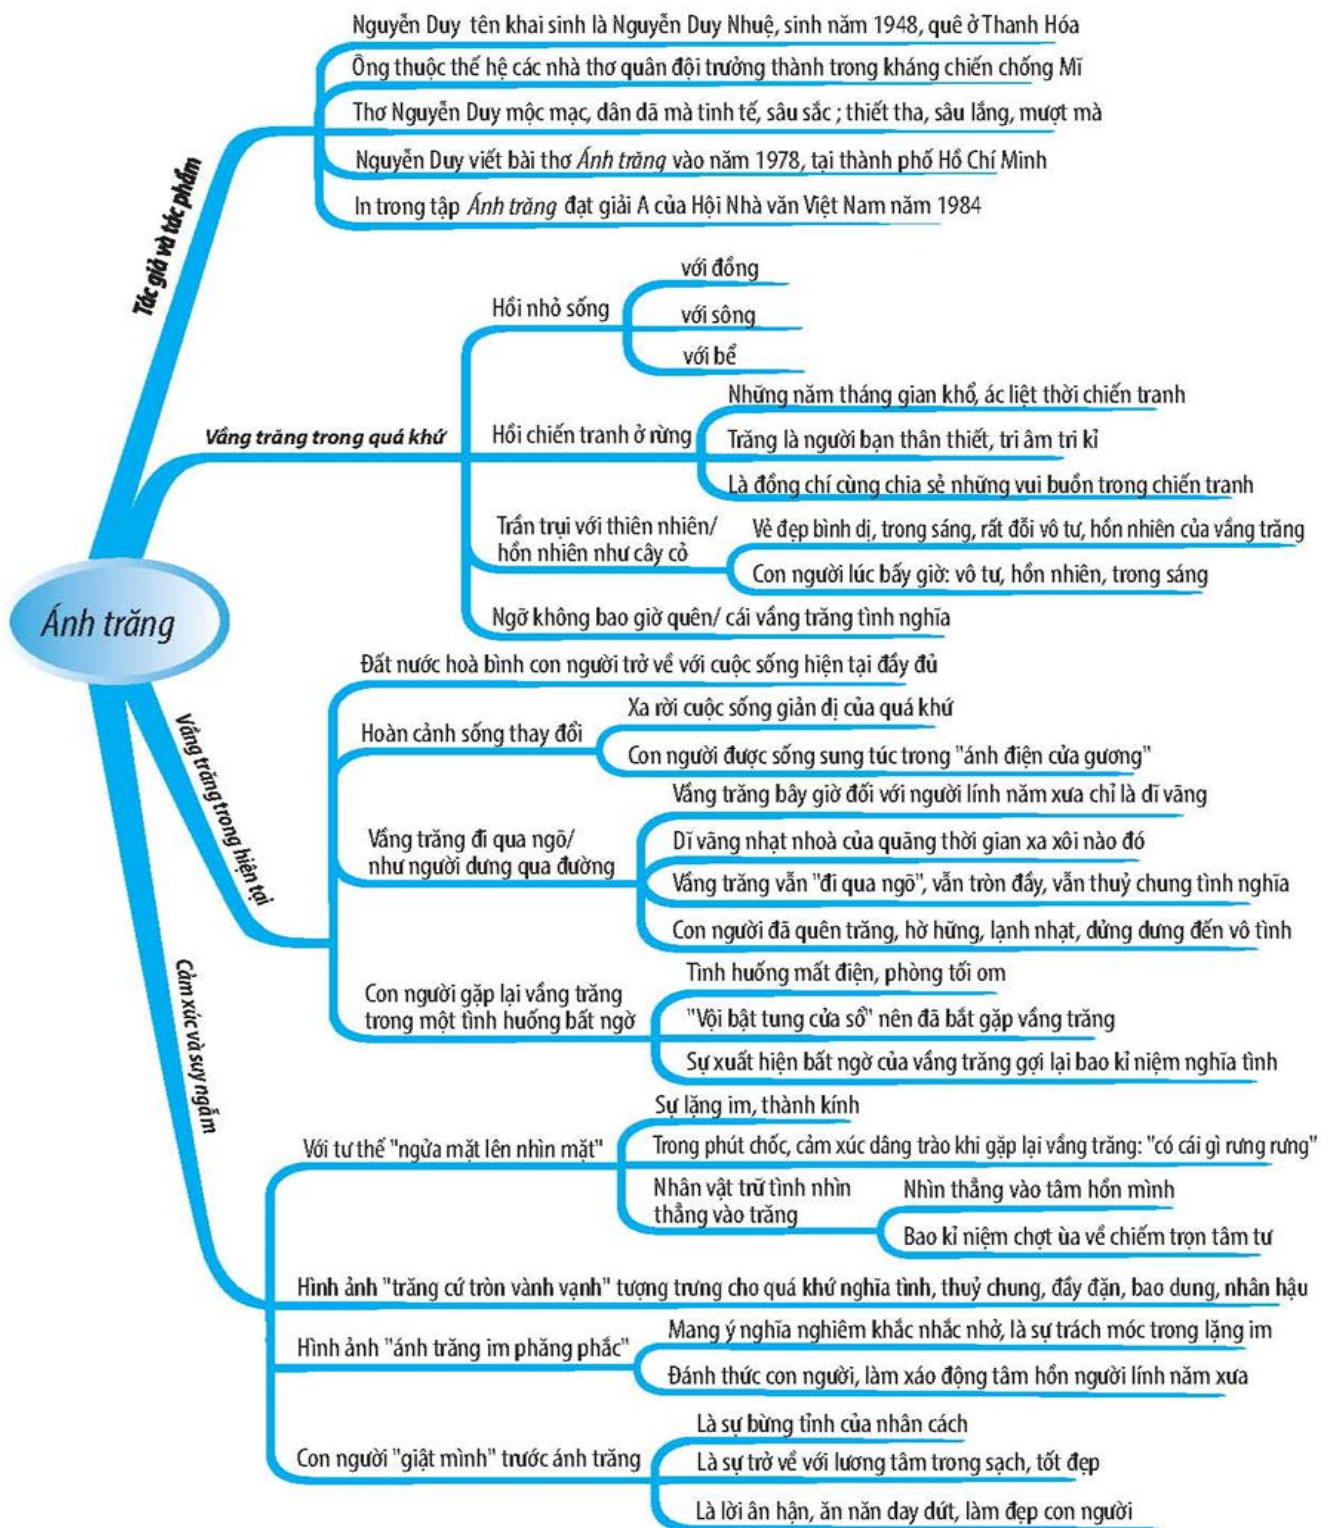 Nguyễn Duy tên khai sinh là Nguyễn Duy Nhuệ, sinh năm 1948, quê ở Thanh Hóa
Ông thuộc thế hệ các nhà thơ quân đội trưởng thành trong kháng chiến chống Mĩ
Thơ Nguyễn Duy mộc mạc, dân dã mà tinh tế, sâu sắc ; thiết tha, sâu lắng, mượt mà
Nguyễn Duy viết bài thơ Ánh trăng vào năm 1978, tại thành phố Hồ Chí Minh
In trong tập Ánh trăng đạt giải A của Hội Nhà văn Việt Nam năm 1984
Tác giả và tác phẩm
với đồng
Hồi nhỏ sống
với sông
với bể
Những năm tháng gian khổ, ác liệt thời chiến tranh
Vầng trăng trong quá khứ
Hồi chiến tranh ở rừng
Trăng là người bạn thân thiết, tri âm tri kỉ
Là đồng chí cùng chia sẻ những vui buồn trong chiến tranh
Trần trụi với thiên nhiên/
hồn nhiên như cây cỏ
Vẻ đẹp bình dị, trong sáng, rất đỗi vô tư, hồn nhiên của vầng trăng
Con người lúc bấy giờ: vô tư, hồn nhiên, trong sáng
Ngỡ không bao giờ quên/ cái vầng trăng tình nghĩa
Ánh trăng
Đất nước hoà bình con người trở về với cuộc sống hiện tại đầy đủ
Xa rời cuộc sống giản dị của quá khứ
Hoàn cảnh sống thay đổi
Con người được sống sung túc trong "ánh điện cửa gương"
Vầng trăng trong hiện tại
Vầng trăng bây giờ đối với người lính năm xưa chỉ là dĩ vãng
Vầng trăng đi qua ngõ/
như người dưng qua đường
Dĩ vãng nhạt nhoà của quãng thời gian xa xôi nào đó
Vầng trăng vẫn "đi qua ngõ", vẫn tròn đầy, vẫn thuỷ chung tình nghĩa
Con người đã quên trăng, hờ hững, lạnh nhạt, dửng dưng đến vô tình
Tình huống mất điện, phòng tối om
Con người gặp lại vầng trăng
trong một tình huống bất ngờ
"Vội bật tung cửa sổ" nên đã bắt gặp vầng trăng
Sự xuất hiện bất ngờ của vầng trăng gợi lại bao kỉ niệm nghĩa tình
Cảm xúc và suy ngẫm
Sự lặng im, thành kính
Với tư thế "ngửa mặt lên nhìn mặt"
Trong phút chốc, cảm xúc dâng trào khi gặp lại vầng trăng: "có cái gì rưng rưng"
Nhân vật trữ tình nhìn
thẳng vào trăng
Nhìn thẳng vào tâm hồn mình
Bao kỉ niệm chợt ùa về chiếm trọn tâm tư
Hình ảnh "trăng cứ tròn vành vạnh" tượng trưng cho quá khứ nghĩa tình, thuỷ chung, đầy đặn, bao dung, nhân hậu
Mang ý nghĩa nghiêm khắc nhắc nhở, là sự trách móc trong lặng im
Hình ảnh "ánh trăng im phăng phắc"
Đánh thức con người, làm xáo động tâm hồn người lính năm xưa
Là sự bừng tỉnh của nhân cách
Con người "giật mình" trước ánh trăng
Là sự trở về với lương tâm trong sạch, tốt đẹp
Là lời ân hận, ăn năn day dứt, làm đẹp con người